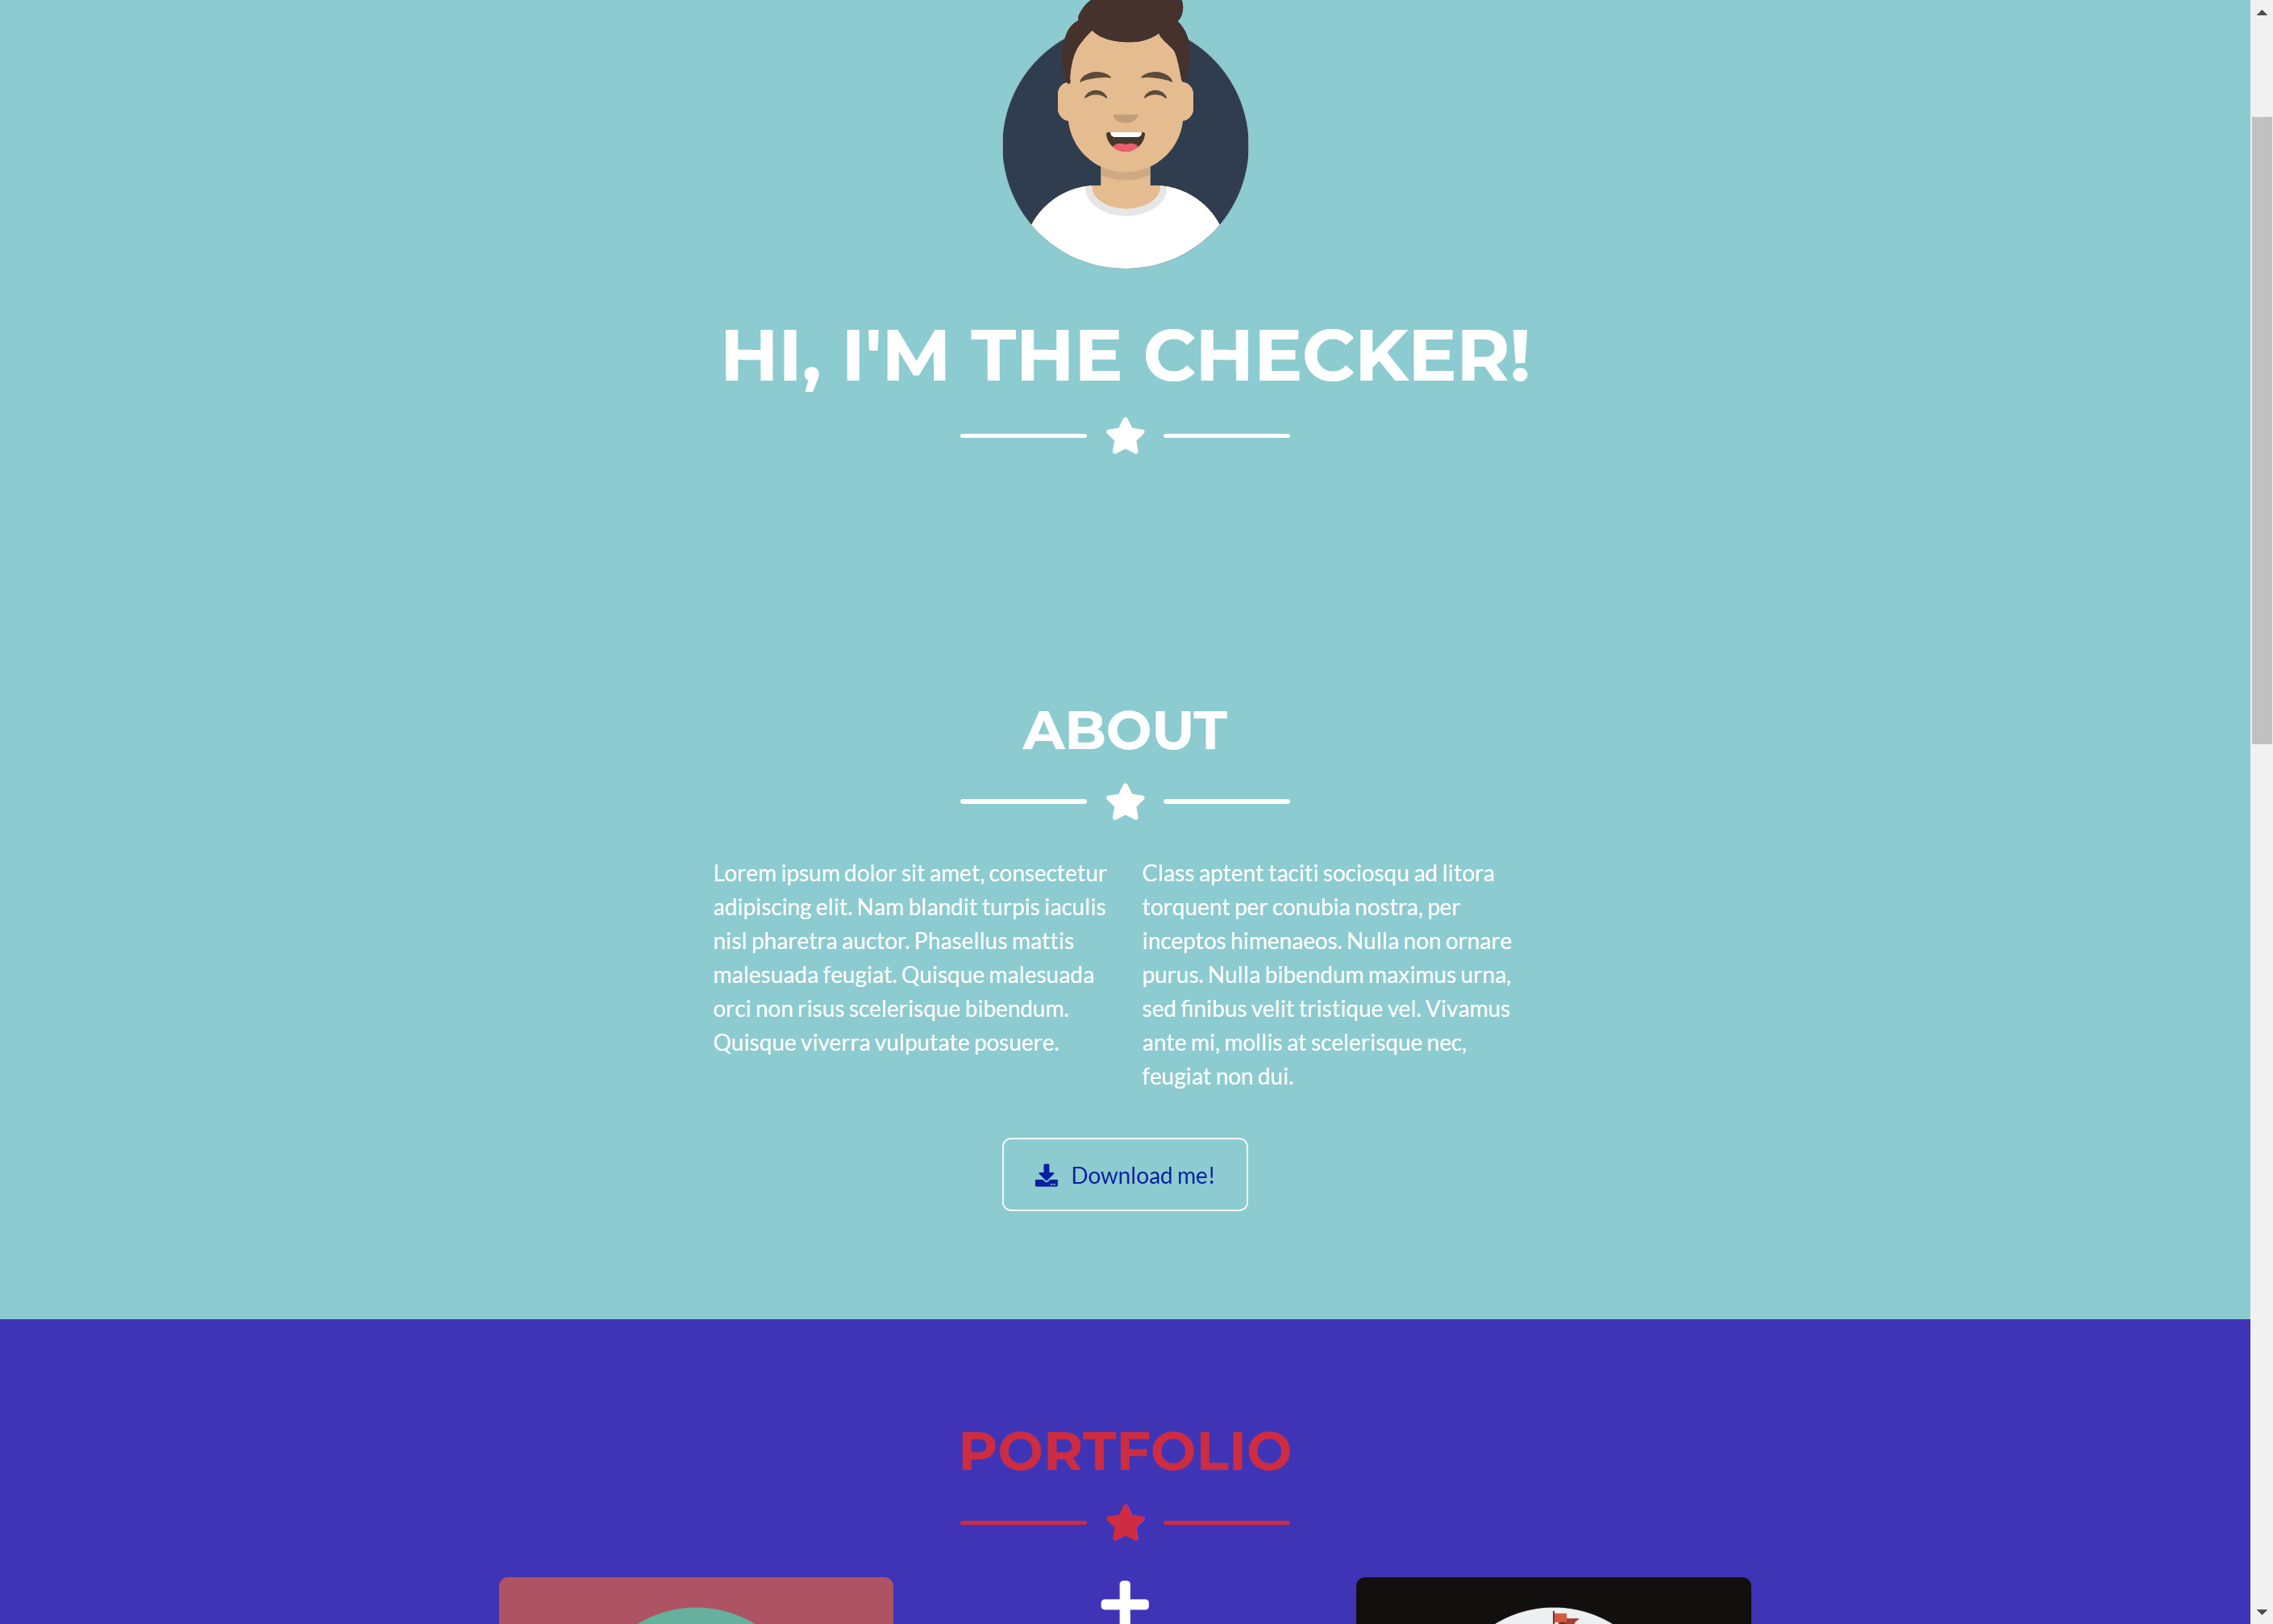 HI, I'M THE CHECKER!
ABOUT
Lorem ipsum dolor sit amet, consectetur
adipiscing elit. Nam blandit turpis iaculis
nisl pharetra auctor. Phasellus mattis
malesuada feugiat. Quisque malesuada
orci non risus scelerisque bibendum.
Quisque viverra vulputate posuere.
Class aptent taciti sociosqu ad litora
torquent per conubia nostra, per
inceptos himenaeos. Nulla non ornare
purus. Nulla bibendum maximus urna,
sed finibus velit tristique vel. Vivamus
ante mi, mollis at scelerisque nec,
feugiat non dui.
Download me!
PORTFOLIO